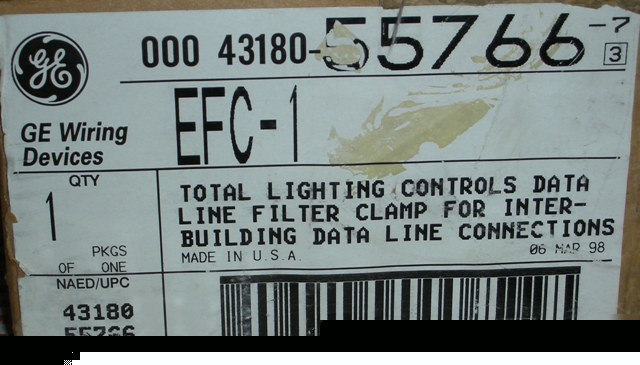 GE
000 43180-55766-7
3
GE Wiring
Devices
EFC-1
QTY
1
PKGS
OF ONE
TOTAL LIGHTING CONTROLS DATA
LINE FILTER CLAMP FOR INTER-
BUILDING DATA LINE CONNECTIONS
MADE IN U.S.A.
06 MAR 98
NAED/UPC
43180
55766